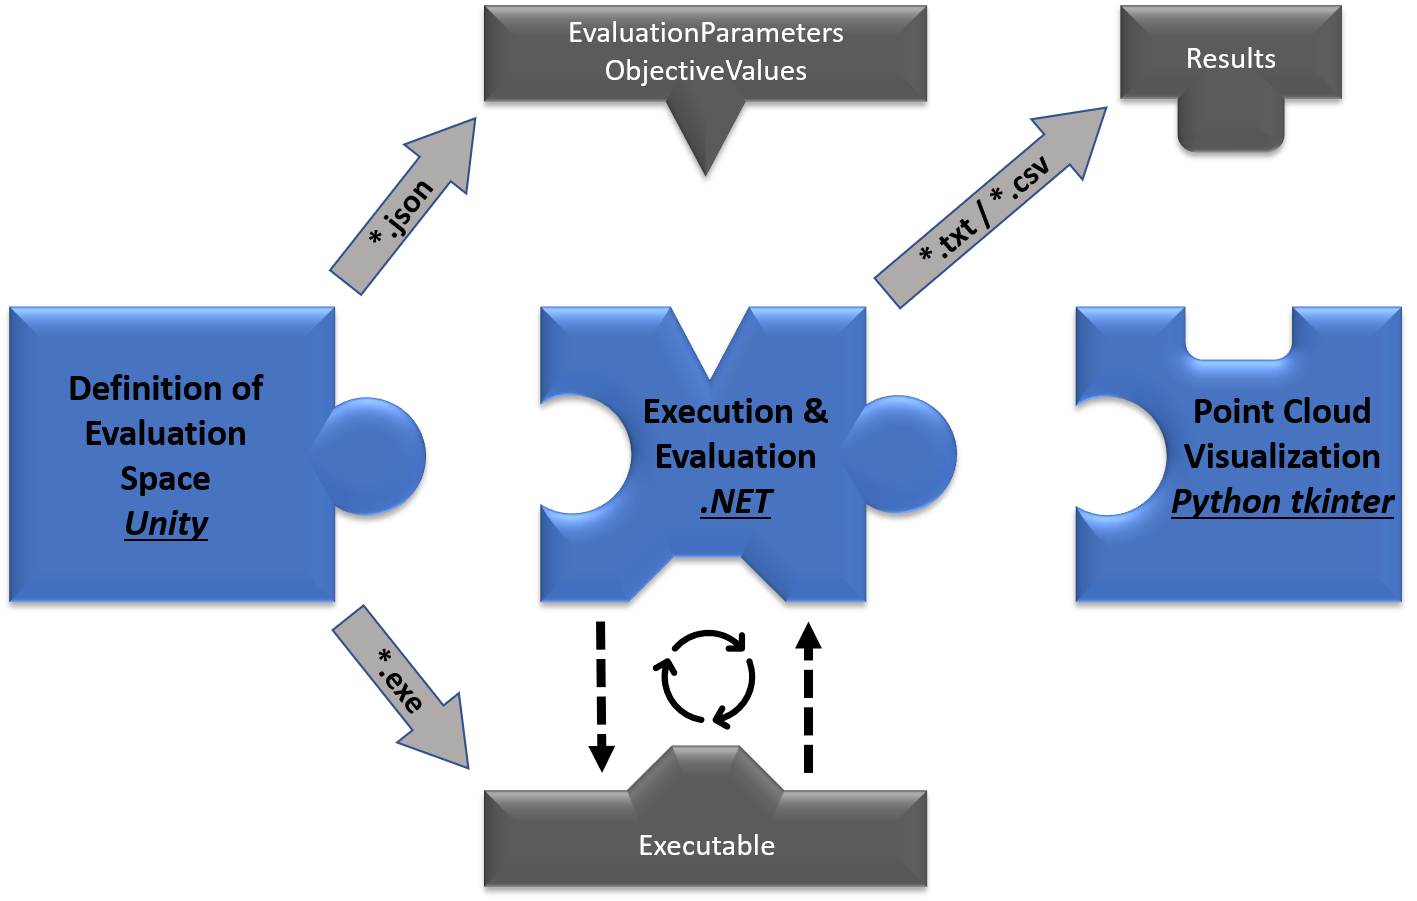 EvaluationParameters
ObjectiveValues
Results
* .json
* .txt / * .csv
Definition of
Evaluation
Space
Unity
Execution &
Evaluation
.NET
Point Cloud
Visualization
Python tkinter
*.exe
Executable